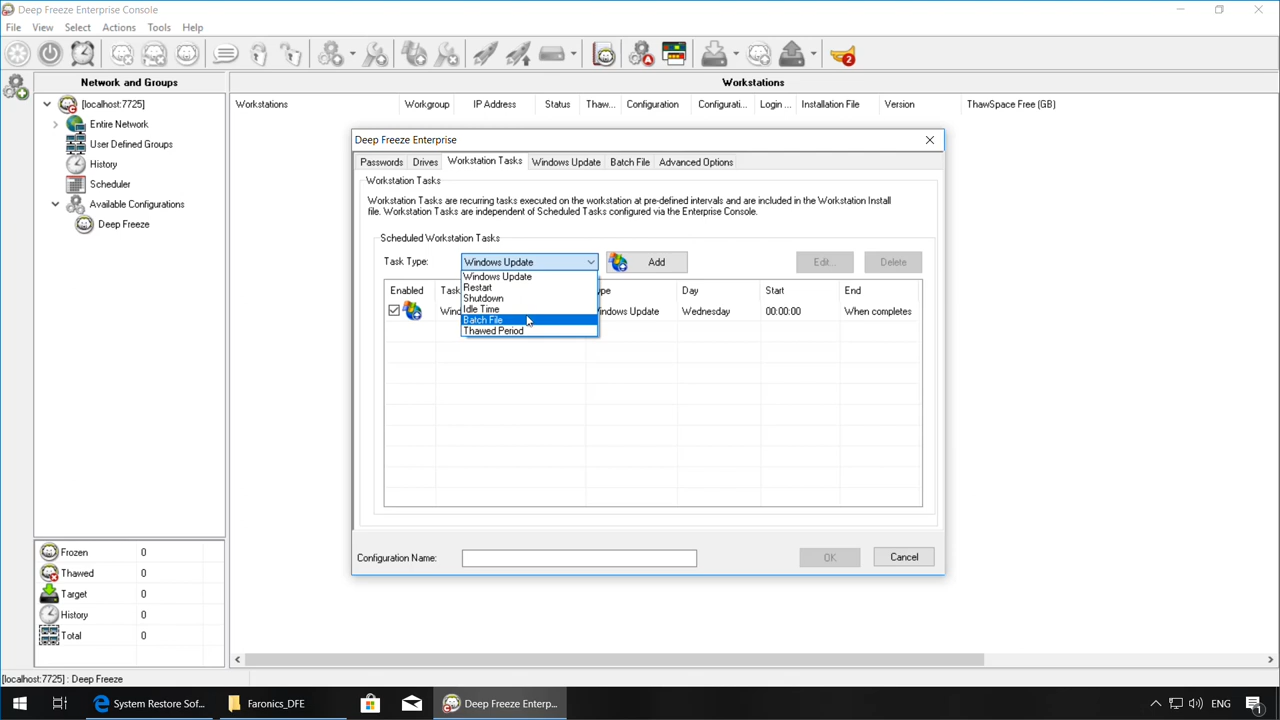 Deep Freeze Enterprise Console
File View Select Actions Tools Help
2
Network and Groups
Workstations
[localhost:7725]
Entire Network
User Defined Groups
History
Scheduler
Available Configurations
Deep Freeze
Workstations Workgroup IP Address Status Thaw... Configuration Configurati... Login ... Installation File Version ThawSpace Free (GB)
Deep Freeze Enterprise
Passwords Drives Workstation Tasks Windows Update Batch File Advanced Options
Workstation Tasks
Workstation Tasks are recurring tasks executed on the workstation at pre-defined intervals and are included in the Workstation Install
file. Workstation Tasks are independent of Scheduled Tasks configured via the Enterprise Console.
Scheduled Workstation Tasks
Task Type: Windows Update Add Edit... Delete
Windows Update
Restart
Shutdown
Idle Time
Batch File
Thawed Period
Enabled Task ype Day Start End
Wind indows Update Wednesday 00:00:00 When completes
Configuration Name: OK Cancel
Frozen 0
Thawed 0
Target 0
History 0
Total 0
[localhost:7725] : Deep Freeze
System Restore Sof... Faronics_DFE Deep Freeze Enterp... ENG 1